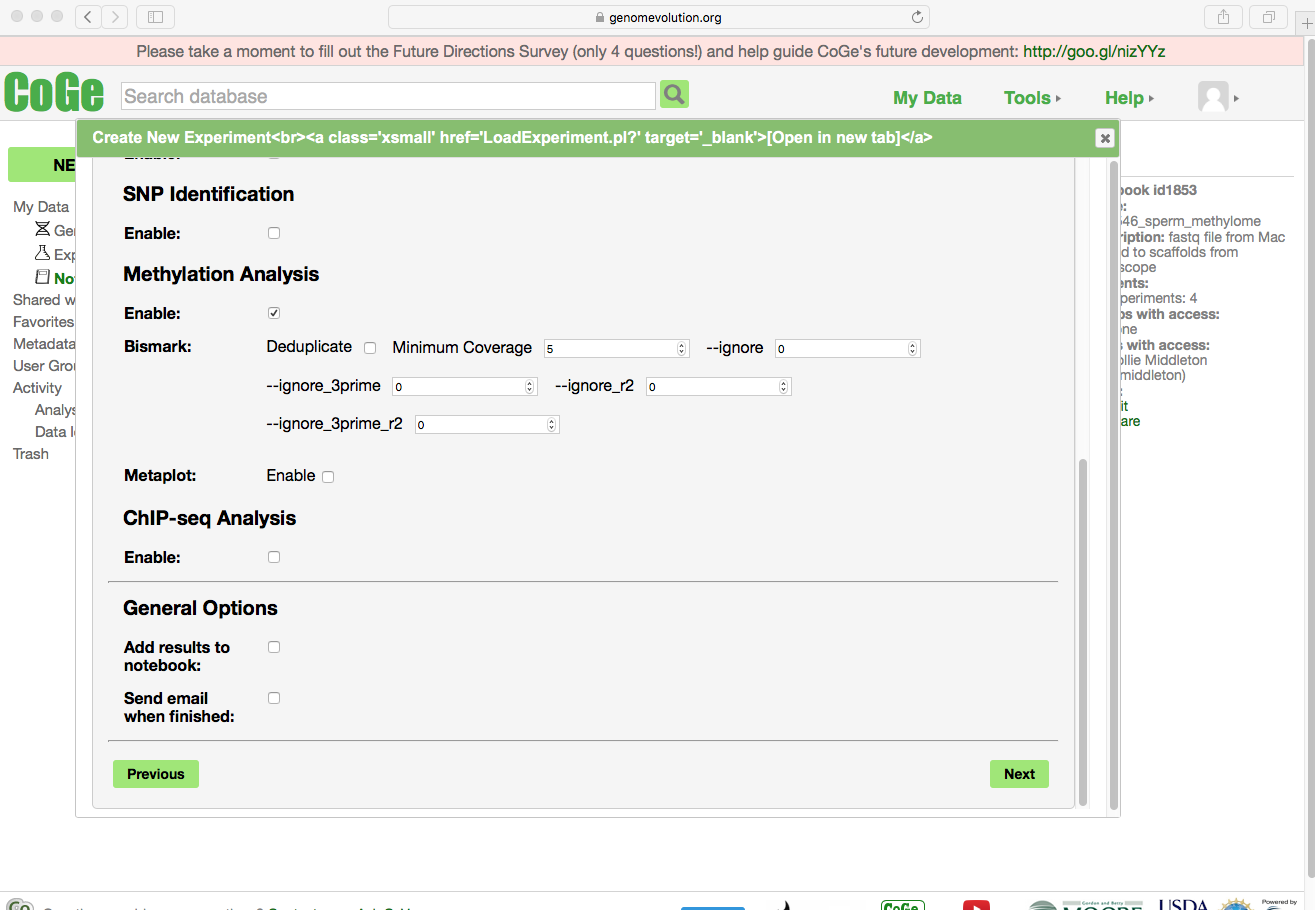 genomevolution.org
Please take a moment to fill out the Future Directions Survey (only 4 questions!) and help guide CoGe's future development: http://goo.gl/nizYYz
CoGe
Search database
My Data
Tools
Help
Create New Experiment<br><a class='xsmall' href='LoadExperiment.pl?' target='_blank'>[Open in new tab]</a>
NE
My Data
Ge
Exp
No
Shared w
Favorites
Metadata
User Gro
Activity
Analys
Data
Trash
SNP Identification
Enable:
Methylation Analysis
Enable:
Bismark: Deduplicate Minimum Coverage 5 --ignore 0
--ignore_3prime 0 --ignore_r2 0
--ignore_3prime_r2 0
Metaplot: Enable
ChIP-seq Analysis
Enable:
General Options
Add results to
notebook:
Send email
when finished:
Previous
Next
ook id1853
46_sperm_methylome
ription: fastq file from Mac
d to scaffolds from
scope
ents:
periments: 4
s with access:
ne
s with access:
ollie Middleton
middleton)
it
are
CoGe
MOORE
USDA
Powered by